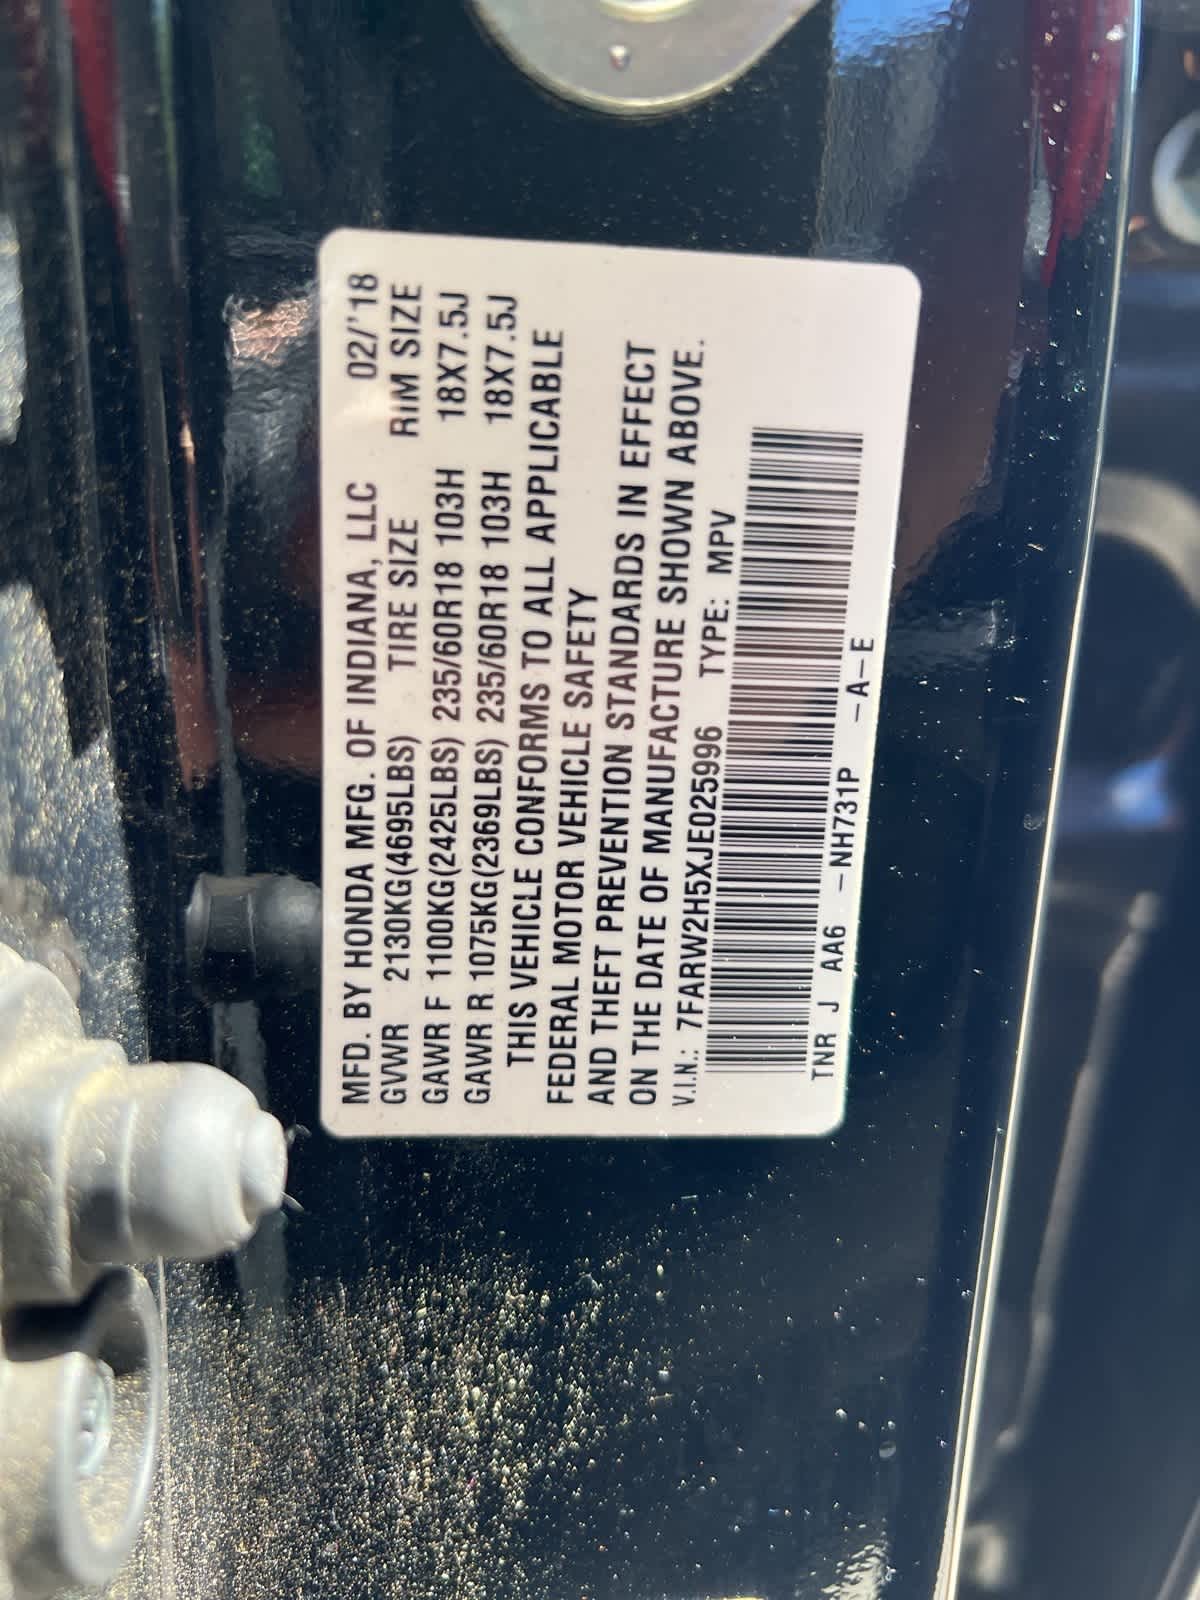 MFD. BY HONDA MFG. OF INDIANA, LLC 02/'18
GVWR 2130KG(4695LBS) TIRE SIZE RIM SIZE
GAWR F 1100KG(2425LBS) 235/60R18 103H 18X7.5J
GAWR R 1075KG(2369LBS) 235/60R18 103H 18X7.5J
THIS VEHICLE CONFORMS TO ALL APPLICABLE
FEDERAL MOTOR VEHICLE SAFETY
AND THEFT PREVENTION STANDARDS IN EFFECT
ON THE DATE OF MANUFACTURE SHOWN ABOVE.
V.I.N.: 7FARW2H5XJE025996 TYPE: MPV
TNR J AA6 -NH731P -A-E